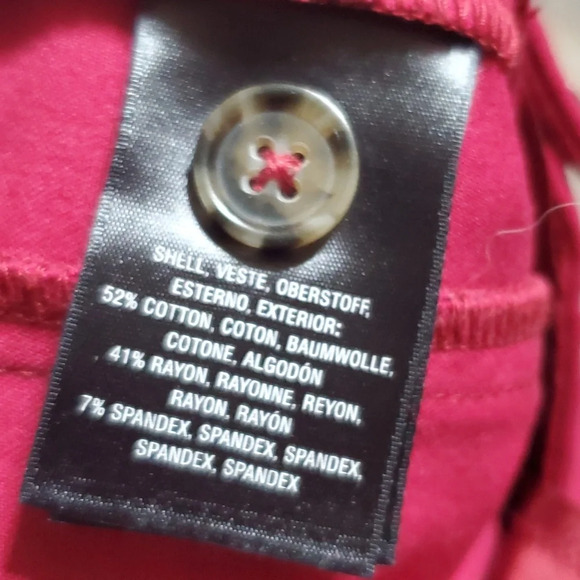 SHELL, VESTE, OBERSTOFF,
ESTERNO, EXTERIOR:
52% COTTON, COTON, BAUMWOLLE,
COTONE, ALGODÓN
41% RAYON, RAYONNE, REYON,
RAYON, RAYÓN
7% SPANDEX, SPANDEX, SPANDEX,
SPANDEX, SPANDEX